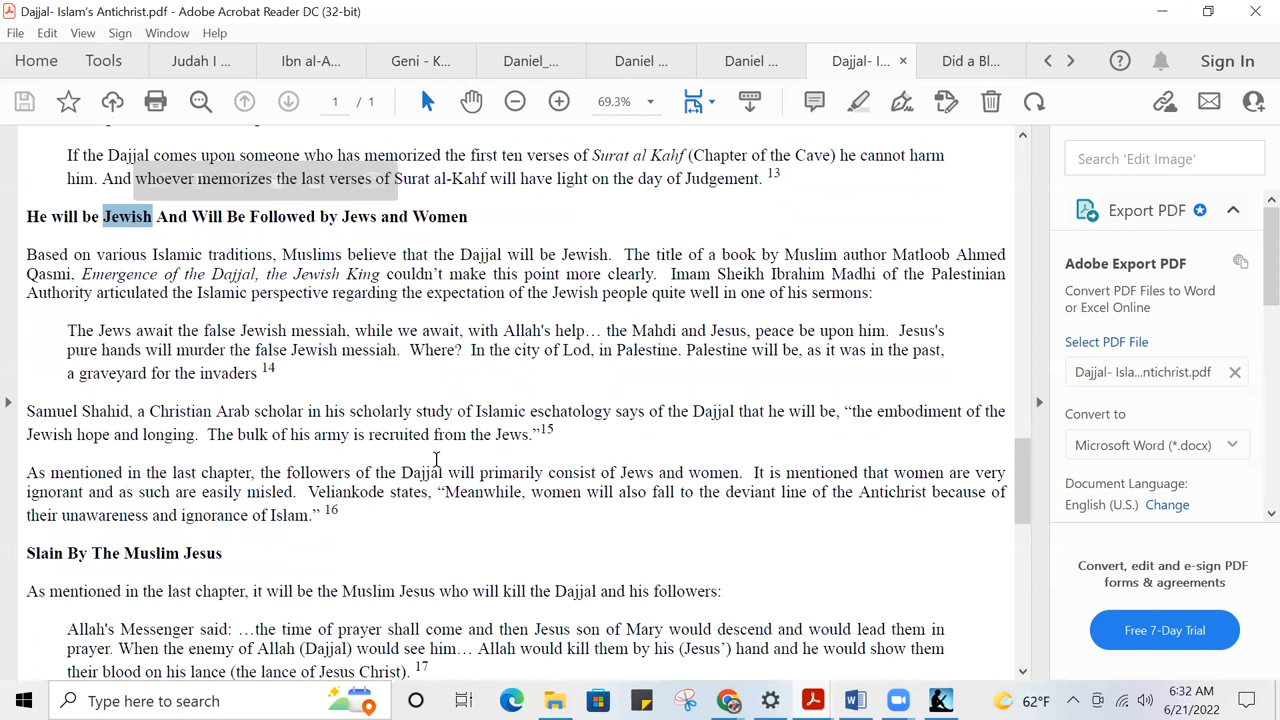 Dajjal- Islam's Antichrist.pdf - Adobe Acrobat Reader DC (32-bit)
File Edit View Sign Window Help
Home Tools Judah I ... Ibn al-A... Geni - K... Daniel_... Daniel ... Daniel ... Dajjal- I... Did a Bl... Sign In
1 / 1 69.3%
If the Dajjal comes upon someone who has memorized the first ten verses of Surat al Kahf (Chapter of the Cave) he cannot harm
him. And whoever memorizes the last verses of Surat al-Kahf will have light on the day of Judgement. 13
He will be Jewish And Will Be Followed by Jews and Women
Based on various Islamic traditions, Muslims believe that the Dajjal will be Jewish. The title of a book by Muslim author Matloob Ahmed
Qasmi, Emergence of the Dajjal, the Jewish King couldn't make this point more clearly. Imam Sheikh Ibrahim Madhi of the Palestinian
Authority articulated the Islamic perspective regarding the expectation of the Jewish people quite well in one of his sermons:
The Jews await the false Jewish messiah, while we await, with Allah's help… the Mahdi and Jesus, peace be upon him. Jesus's
pure hands will murder the false Jewish messiah. Where? In the city of Lod, in Palestine. Palestine will be, as it was in the past,
a graveyard for the invaders 14
Samuel Shahid, a Christian Arab scholar in his scholarly study of Islamic eschatology says of the Dajjal that he will be, “the embodiment of the
Jewish hope and longing. The bulk of his army is recruited from the Jews.”15
As mentioned in the last chapter, the followers of the Dajjal will primarily consist of Jews and women. It is mentioned that women are very
ignorant and as such are easily misled. Veliankode states, “Meanwhile, women will also fall to the deviant line of the Antichrist because of
their unawareness and ignorance of Islam.” 16
Slain By The Muslim Jesus
As mentioned in the last chapter, it will be the Muslim Jesus who will kill the Dajjal and his followers:
Allah's Messenger said: …the time of prayer shall come and then Jesus son of Mary would descend and would lead them in
prayer. When the enemy of Allah (Dajjal) would see him… Allah would kill them by his (Jesus’) hand and he would show them
their blood on his lance (the lance of Jesus Christ). 17
Search 'Edit Image'
Export PDF
Adobe Export PDF
Convert PDF Files to Word
or Excel Online
Select PDF File
Dajjal- Isla...ntichrist.pdf
Convert to
Microsoft Word (*.docx)
Document Language:
English (U.S.) Change
Convert, edit and e-sign PDF
forms & agreements
Free 7-Day Trial
Type here to search
62°F
6:32 AM
6/21/2022